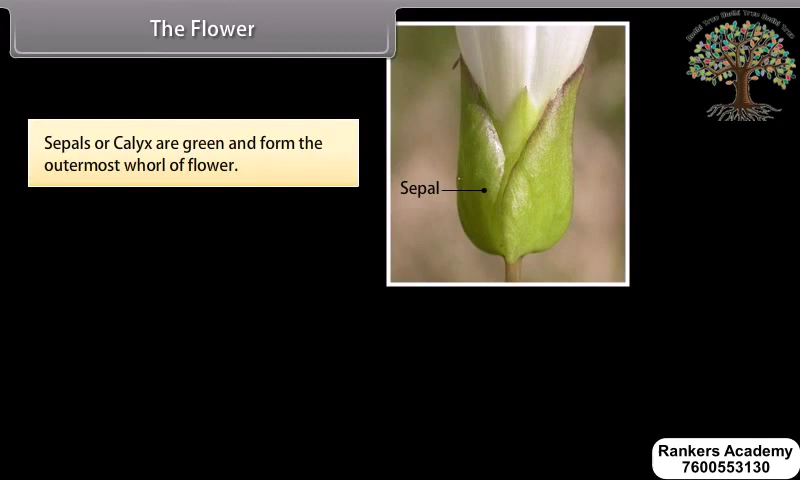 The Flower
Sepals or Calyx are green and form the
outermost whorl of flower.
Sepal
Rankers Academy
7600553130